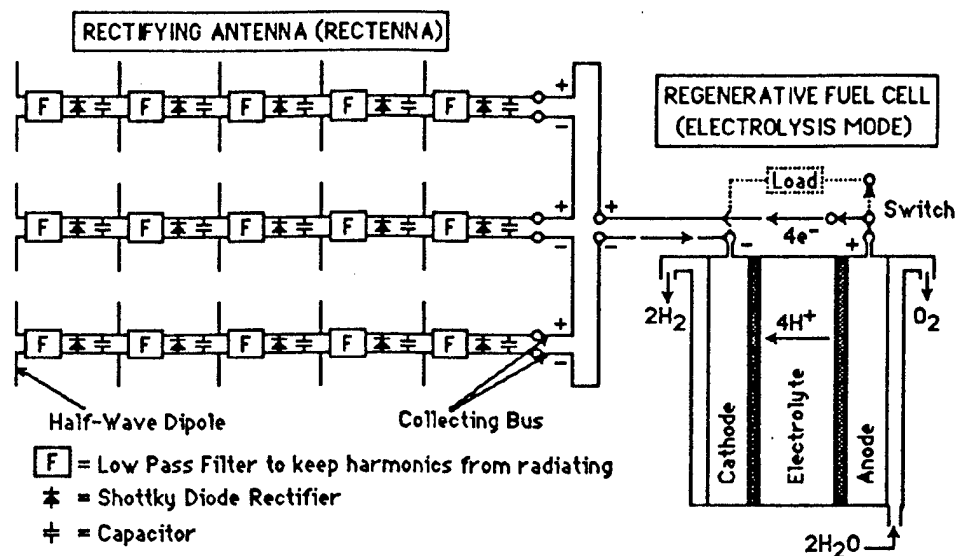 RECTIFYING ANTENNA (RECTENNA)
F F F F F + −
F F F F F + −
F F F F F + −
Half-Wave Dipole
Collecting Bus
F = Low Pass Filter to keep harmonics from radiating
= Shottky Diode Rectifier
= Capacitor
REGENERATIVE FUEL CELL
(ELECTROLYSIS MODE)
Load
Switch
+ 4e⁻
− − +
2H₂
O₂
4H⁺
Cathode
Electrolyte
Anode
2H₂O